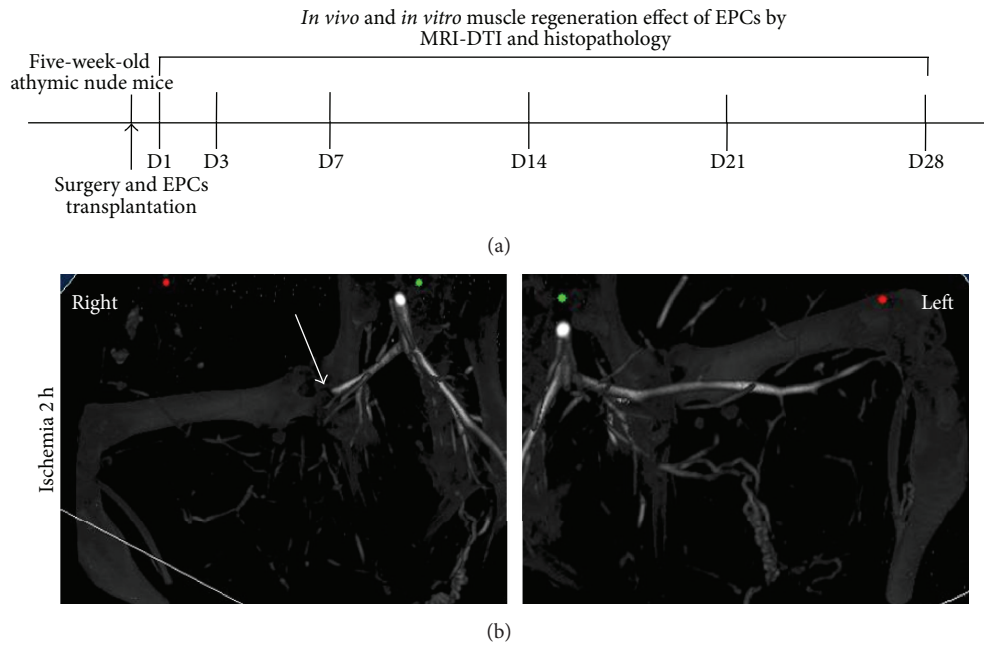 In vivo and in vitro muscle regeneration effect of EPCs by
MRI-DTI and histopathology
Five-week-old
athymic nude mice
D1 D3 D7 D14 D21 D28
Surgery and EPCs
transplantation
(a)
Right
Left
Ischemia 2 h
(b)